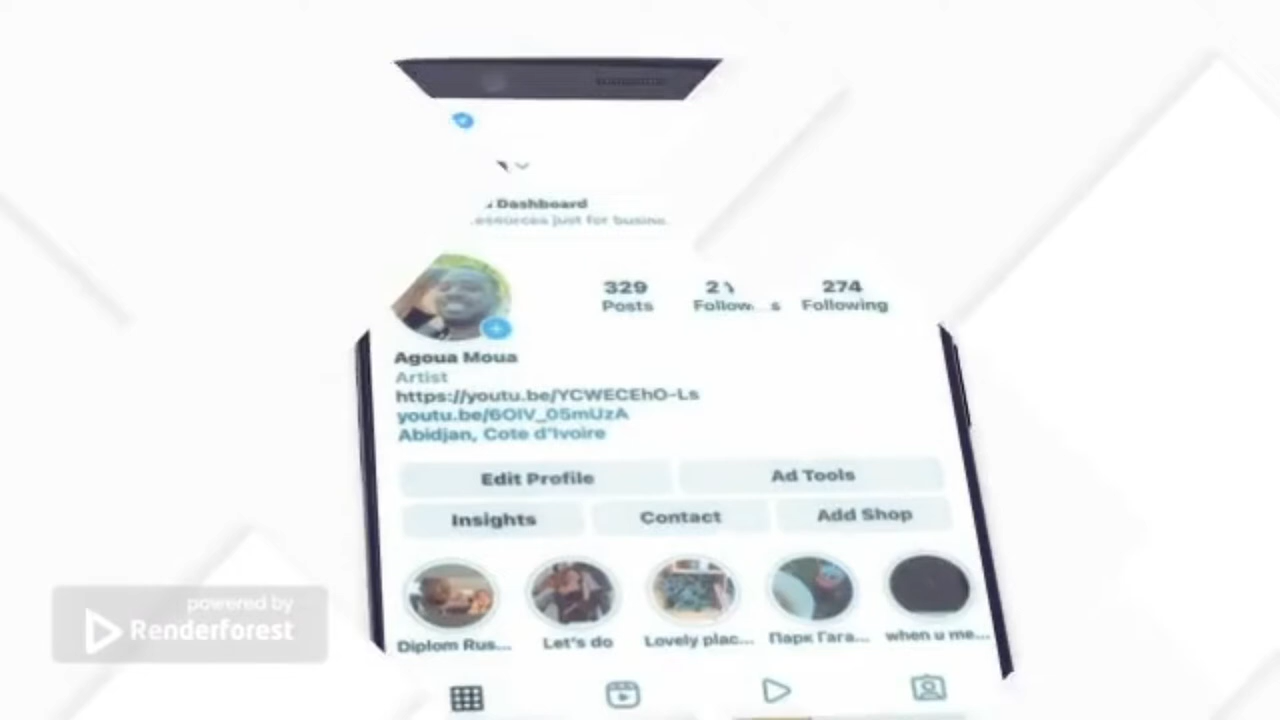 Dashboard
just for
329
274
Posts
Following
Agoua Moua
Artist
https://youtu.be/YCWECEhO-Ls
youtu.be/6OIV_05mUzA
Abidjan, Cote d'Ivoire
Edit Profile
Ad Tools
Insights
Contact
Add Shop
Diplom Rus...
Let's do
Lovely plac...
Парк Гага...
when u me...
powered by
Renderforest